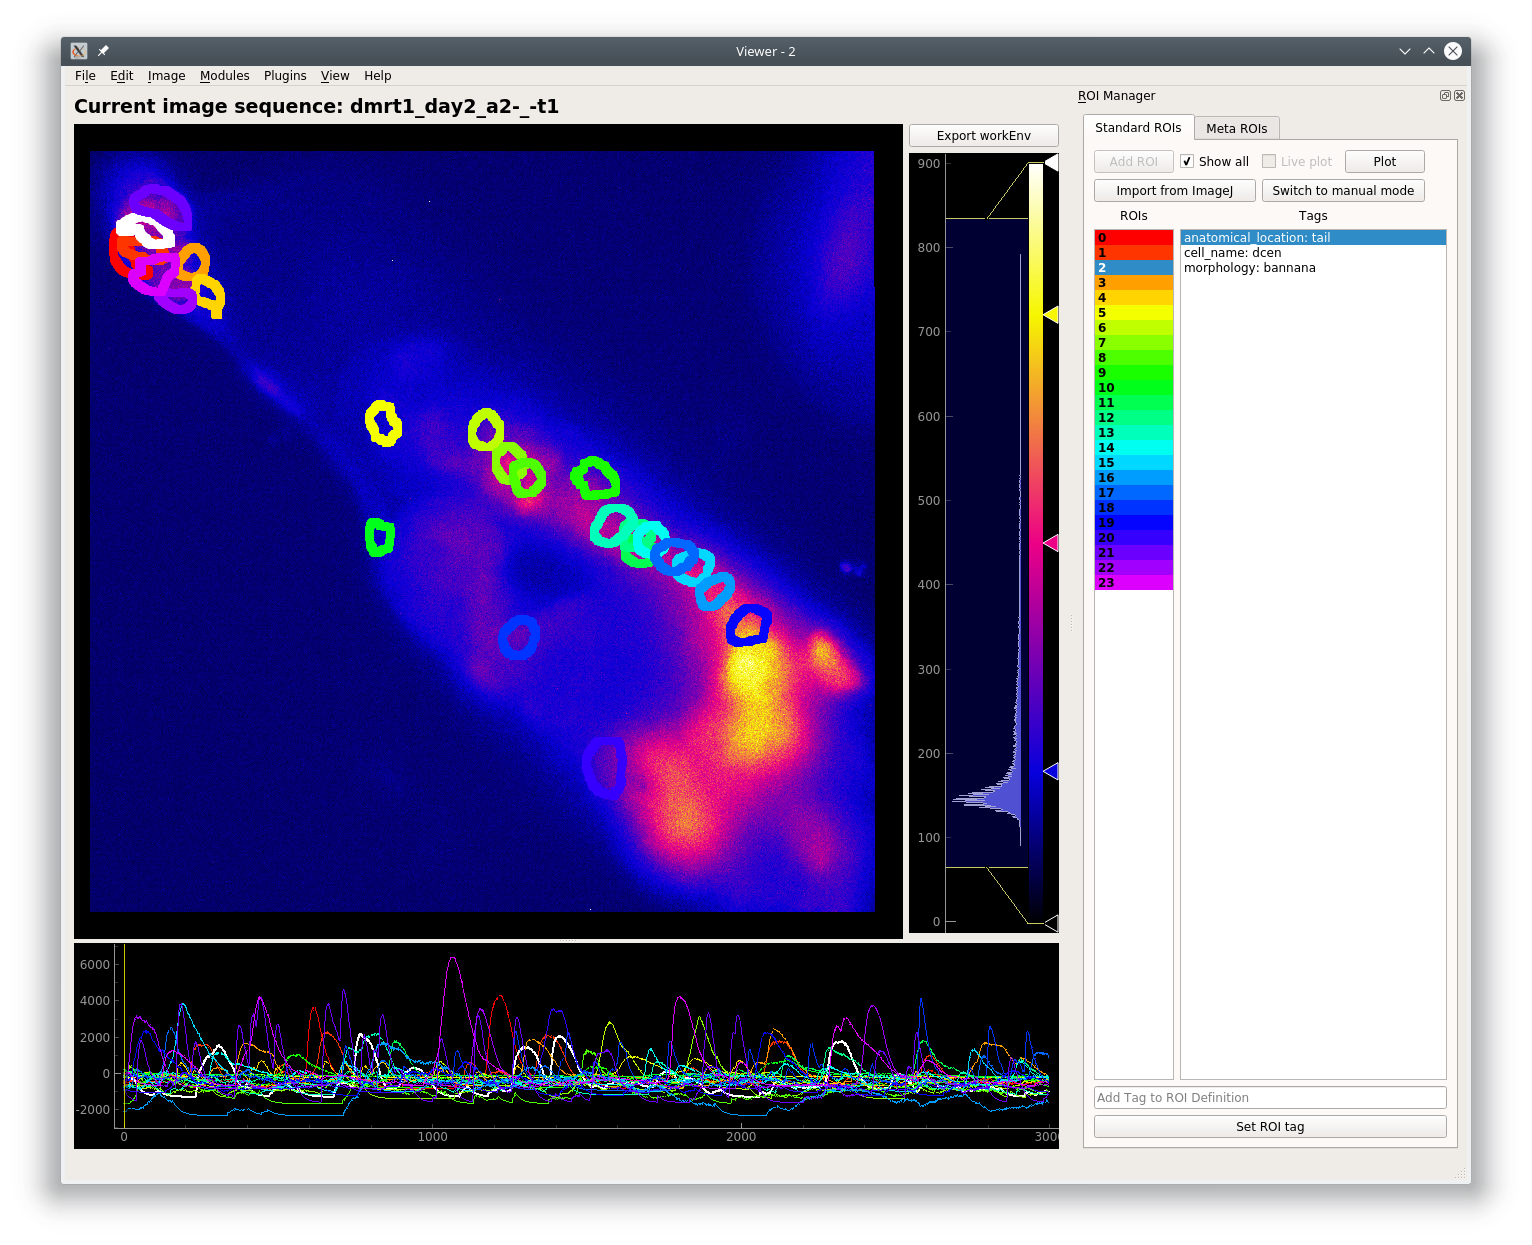 Viewer - 2
File Edit Image Modules Plugins View Help
Current image sequence: dmrt1_day2_a2-_-t1
Export workEnv
900
800
700
600
500
400
300
200
100
0
6000
4000
2000
0
-2000
0 1000 2000 3000
ROI Manager
Standard ROIs Meta ROIs
Add ROI Show all Live plot Plot
Import from ImageJ Switch to manual mode
ROIs Tags
0 anatomical_location: tail
1 cell_name: dcen
2 morphology: bannana
3
4
5
6
7
8
9
10
11
12
13
14
15
16
17
18
19
20
21
22
23
Add Tag to ROI Definition
Set ROI tag